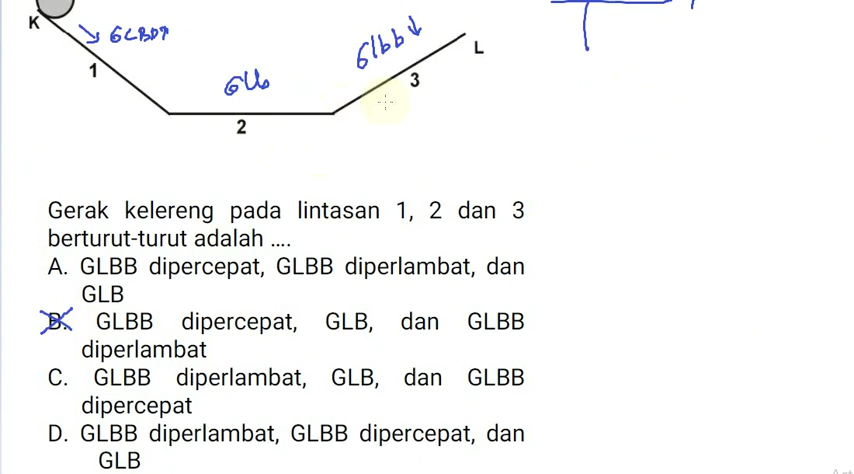 K
GLBB↑
1
GLB
Glbb↓
L
3
2
Gerak kelereng pada lintasan 1, 2 dan 3
berturut-turut adalah ....
A. GLBB dipercepat, GLBB diperlambat, dan
GLB
B. GLBB dipercepat, GLB, dan GLBB
diperlambat
C. GLBB diperlambat, GLB, dan GLBB
dipercepat
D. GLBB diperlambat, GLBB dipercepat, dan
GLB